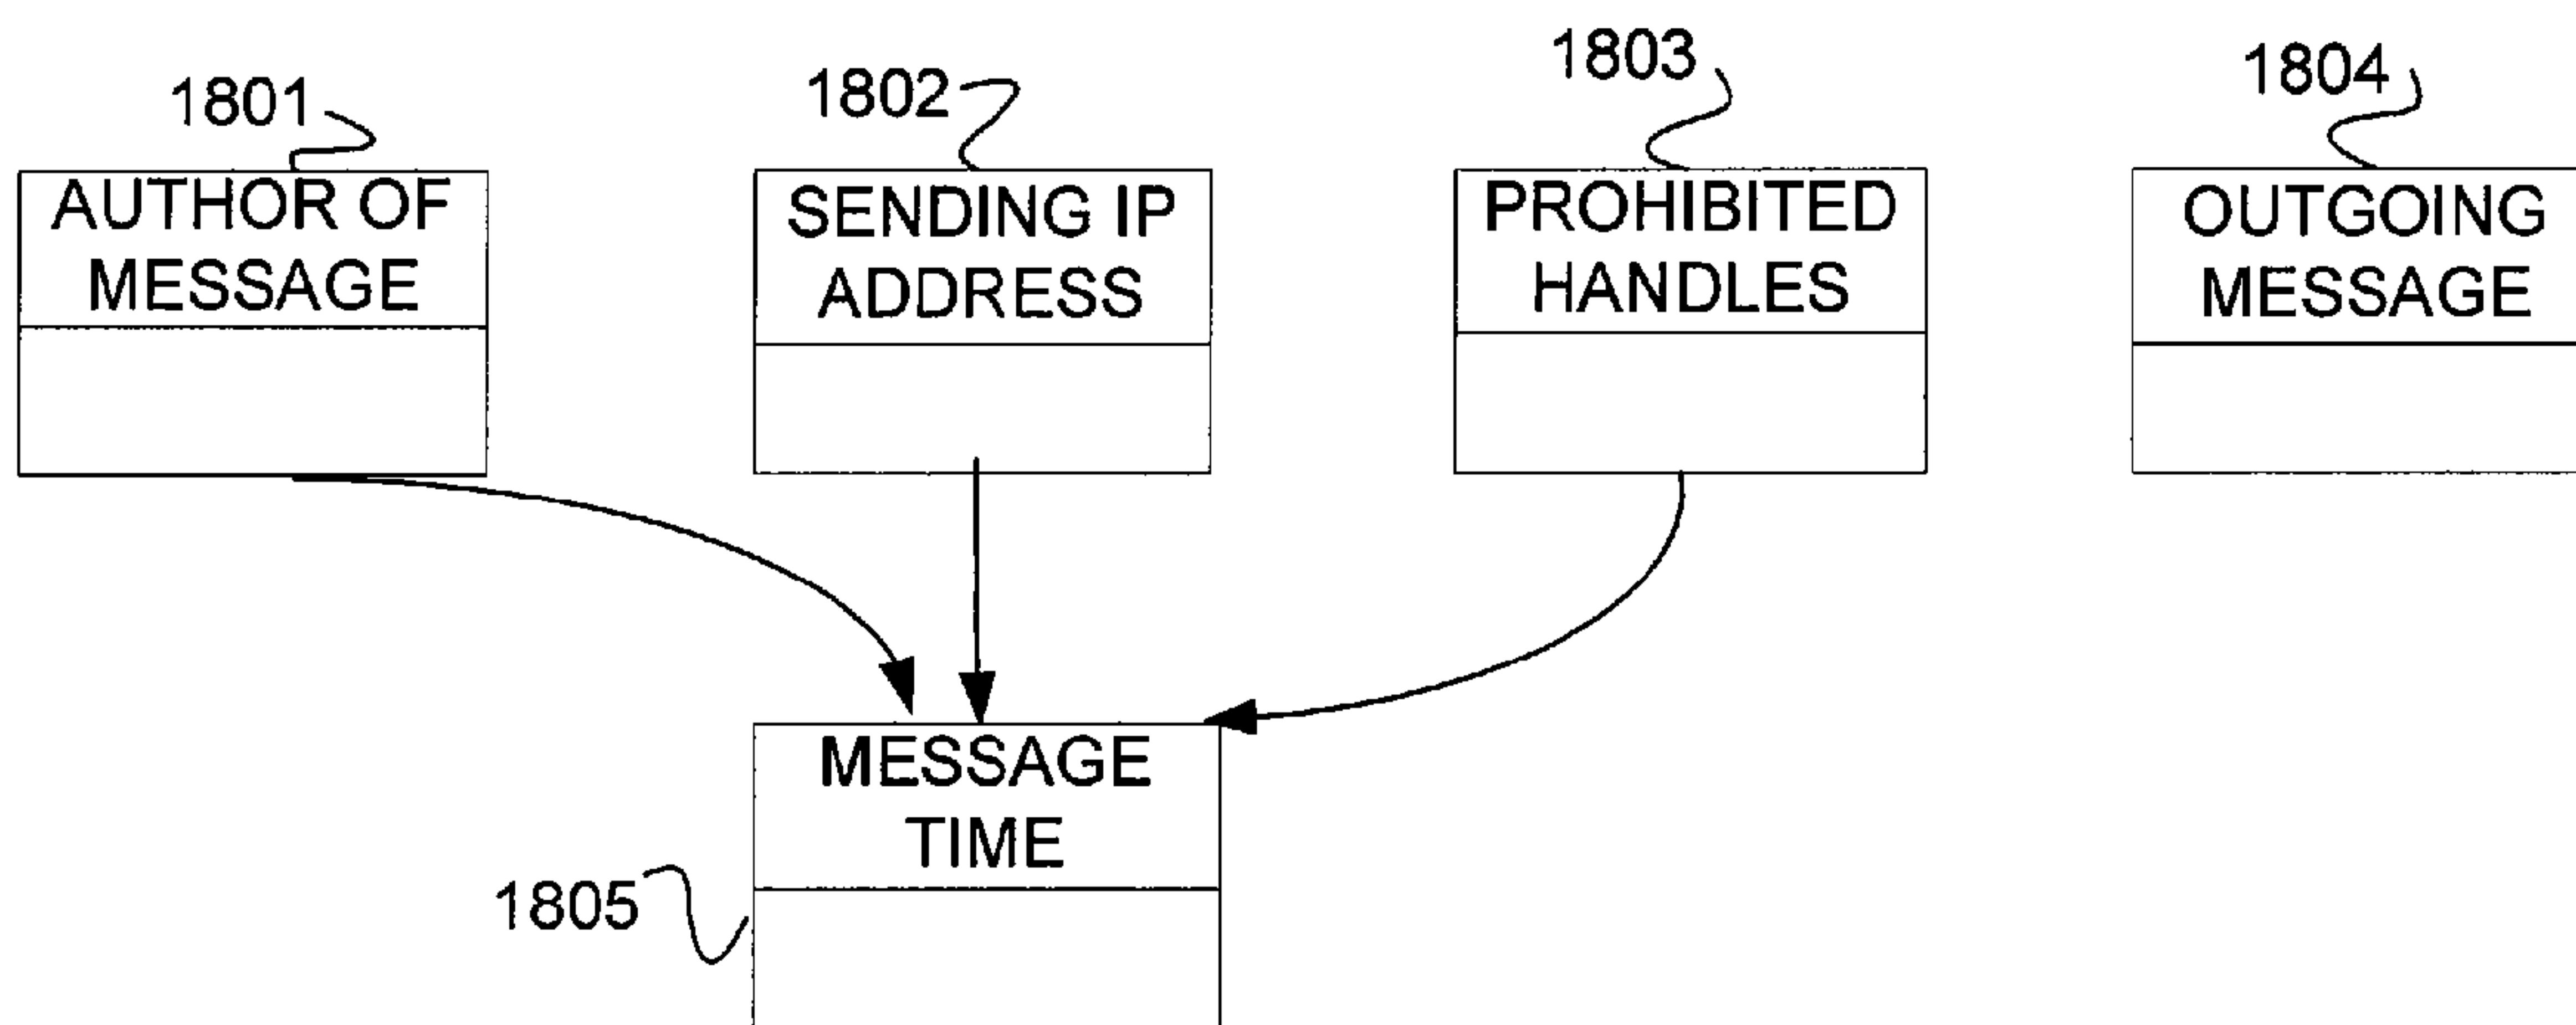 1801
1802
1803
1804
AUTHOR OF
MESSAGE
SENDING IP
ADDRESS
PROHIBITED
HANDLES
OUTGOING
MESSAGE
MESSAGE
TIME
1805